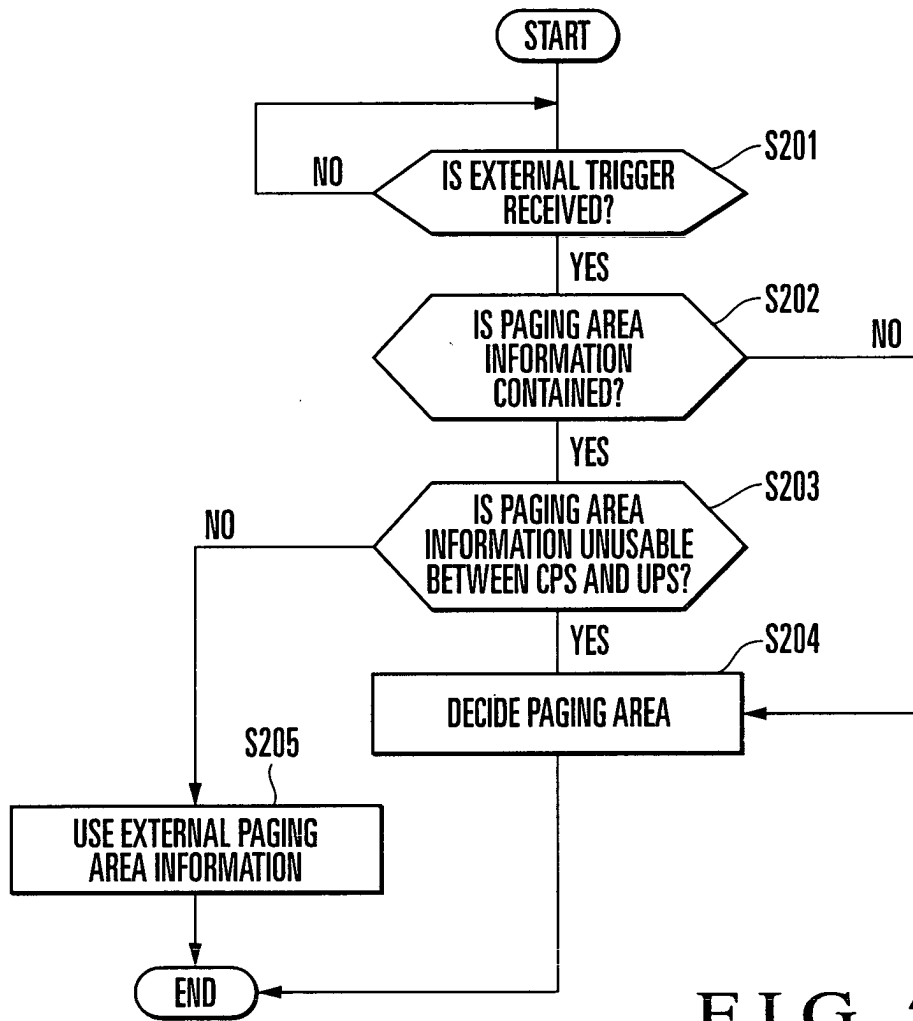 START
S201
IS EXTERNAL TRIGGER
RECEIVED?
NO
YES
S202
IS PAGING AREA
INFORMATION
CONTAINED?
NO
YES
S203
IS PAGING AREA
INFORMATION UNUSABLE
BETWEEN CPS AND UPS?
NO
YES
S204
DECIDE PAGING AREA
S205
USE EXTERNAL PAGING
AREA INFORMATION
END
FIG.